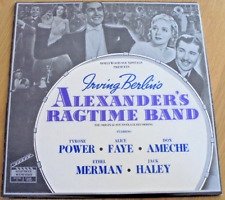 PRESENTS
Irving Berlin's
ALEXANDER'S
RAGTIME BAND
STARRING
TYRONE ALICE DON
POWER • FAYE • AMECHE
ETHEL JACK
MERMAN • HALEY